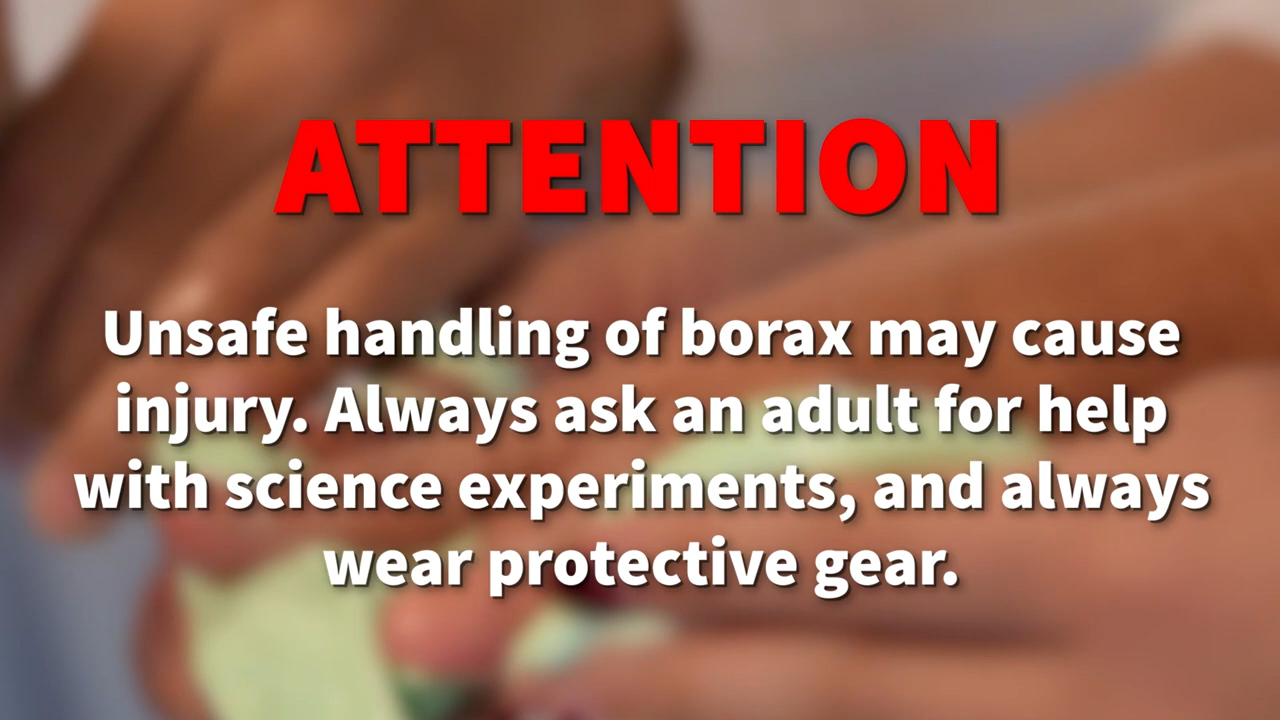 ATTENTION
Unsafe handling of borax may cause
injury. Always ask an adult for help
with science experiments, and always
wear protective gear.